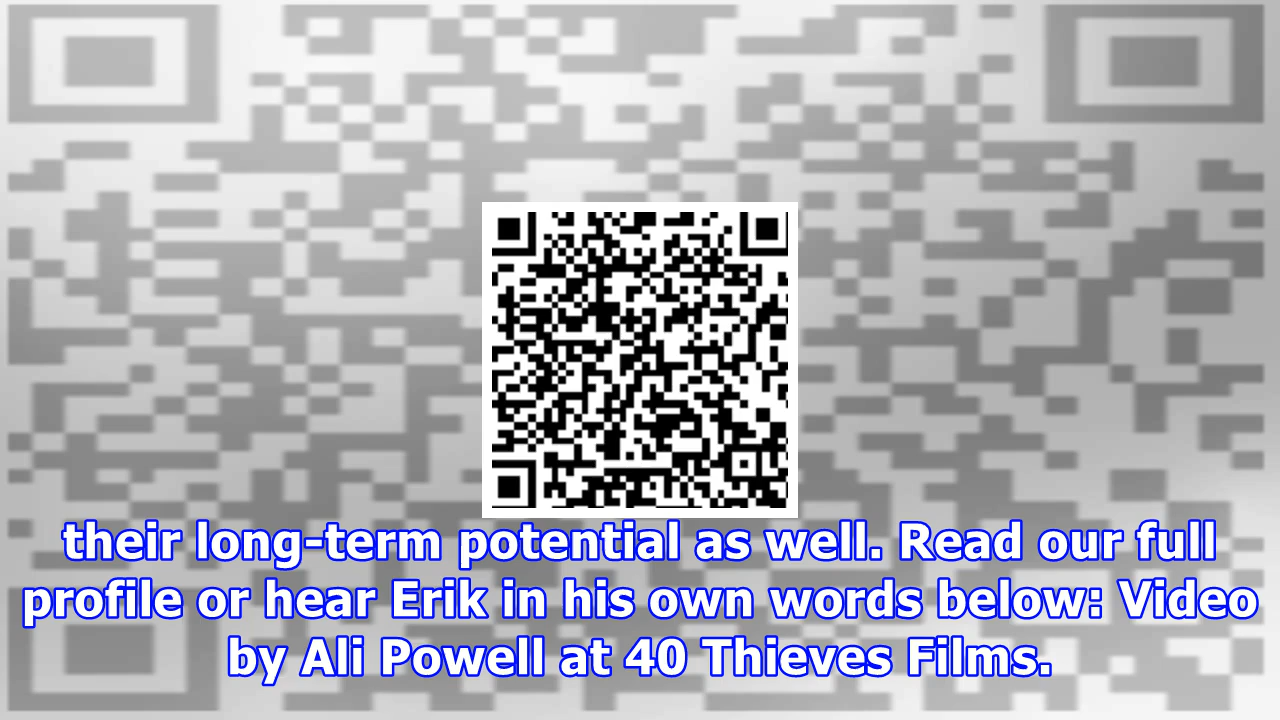 their long-term potential as well. Read our full
profile or hear Erik in his own words below: Video
by Ali Powell at 40 Thieves Films.